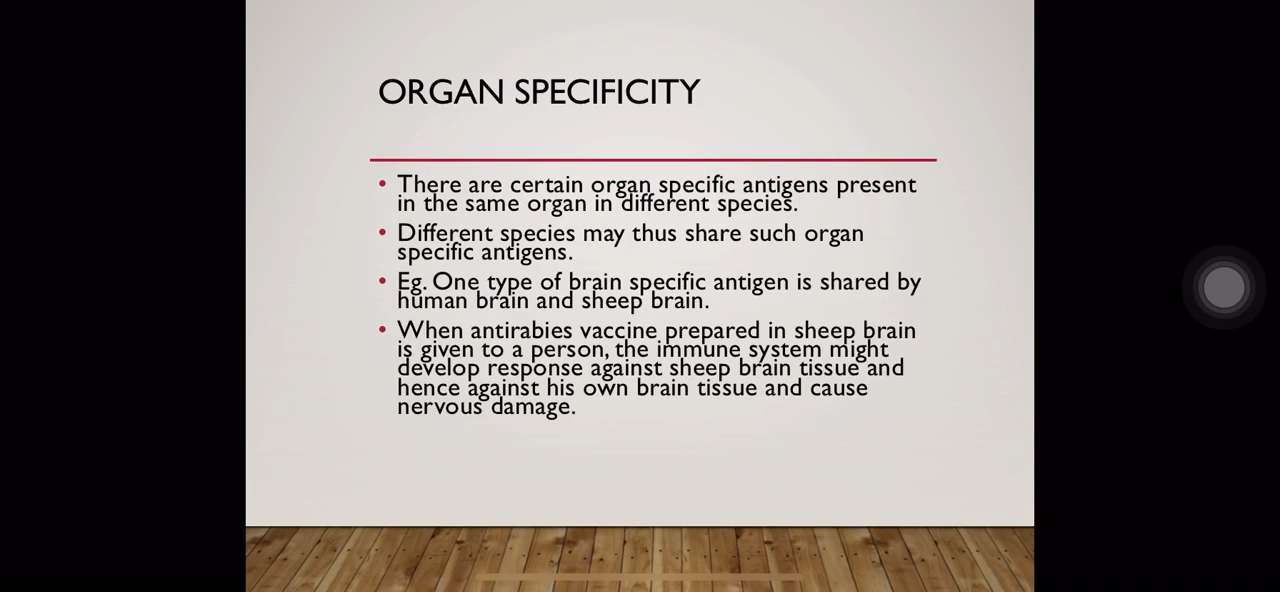 ORGAN SPECIFICITY
• There are certain organ specific antigens present
in the same organ in different species.
• Different species may thus share such organ
specific antigens.
• Eg. One type of brain specific antigen is shared by
human brain and sheep brain.
• When antirabies vaccine prepared in sheep brain
is given to a person, the immune system might
develop response against sheep brain tissue and
hence against his own brain tissue and cause
nervous damage.